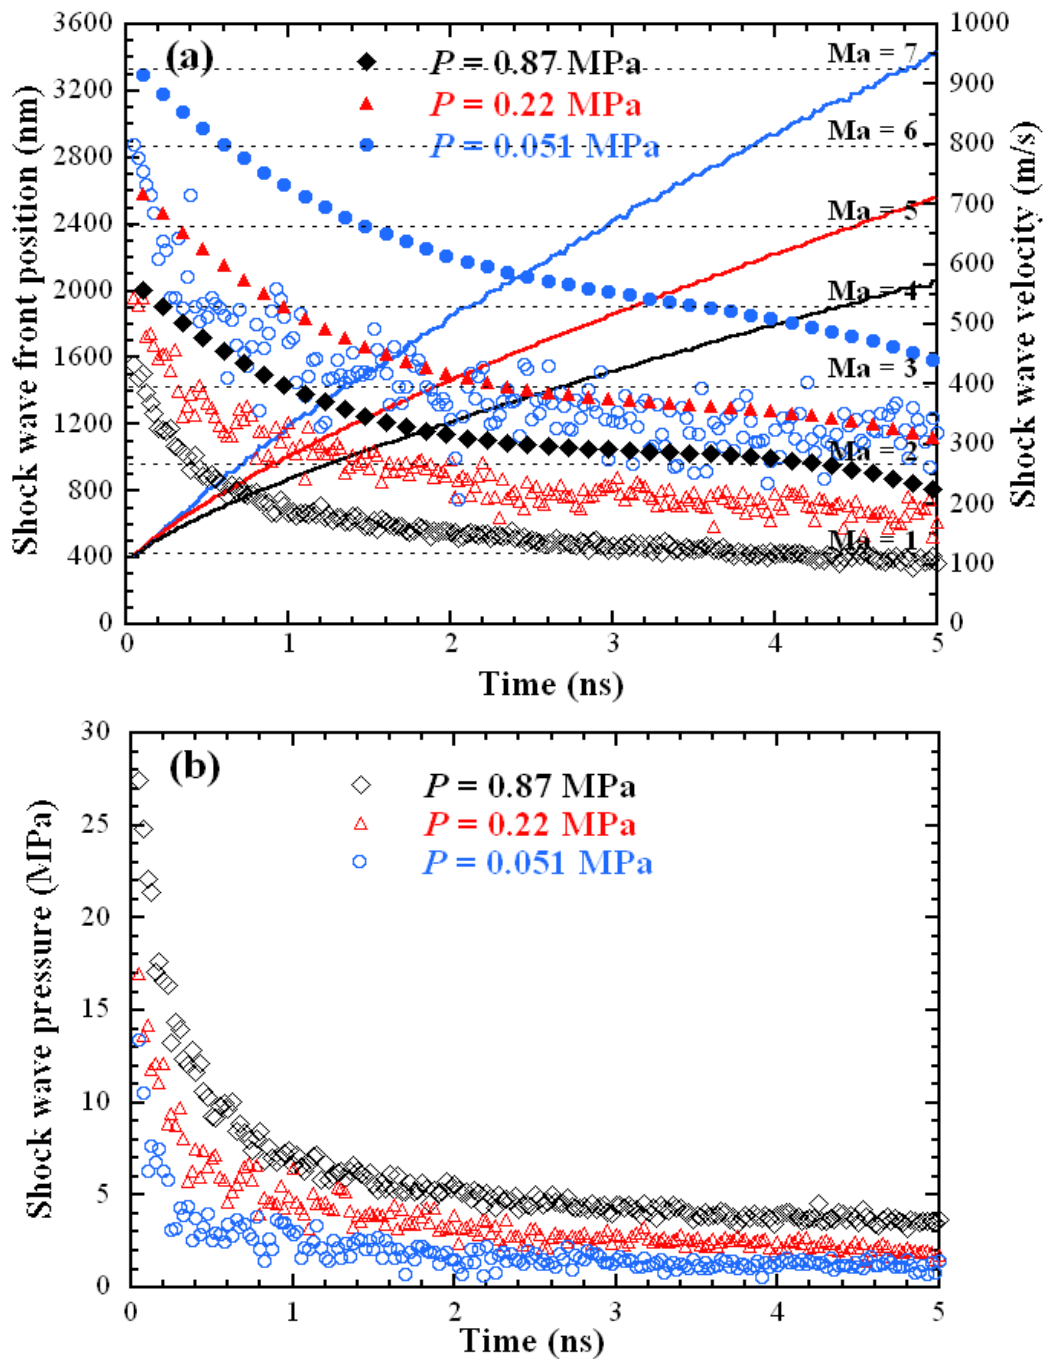 (a)
P = 0.87 MPa
P = 0.22 MPa
P = 0.051 MPa
Ma = 7
Ma = 6
Ma = 5
Ma = 4
Ma = 3
Ma = 2
Ma = 1
Shock wave front position (nm)
3600
3200
2800
2400
2000
1600
1200
800
400
0
Shock wave velocity (m/s)
1000
900
800
700
600
500
400
300
200
100
0
0 1 2 3 4 5
Time (ns)
(b)
P = 0.87 MPa
P = 0.22 MPa
P = 0.051 MPa
Shock wave pressure (MPa)
30
25
20
15
10
5
0
0 1 2 3 4 5
Time (ns)